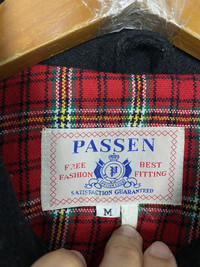 PASSEN
FREE BEST
FASHION P FITTING
SATISFACTION GUARANTEED
M